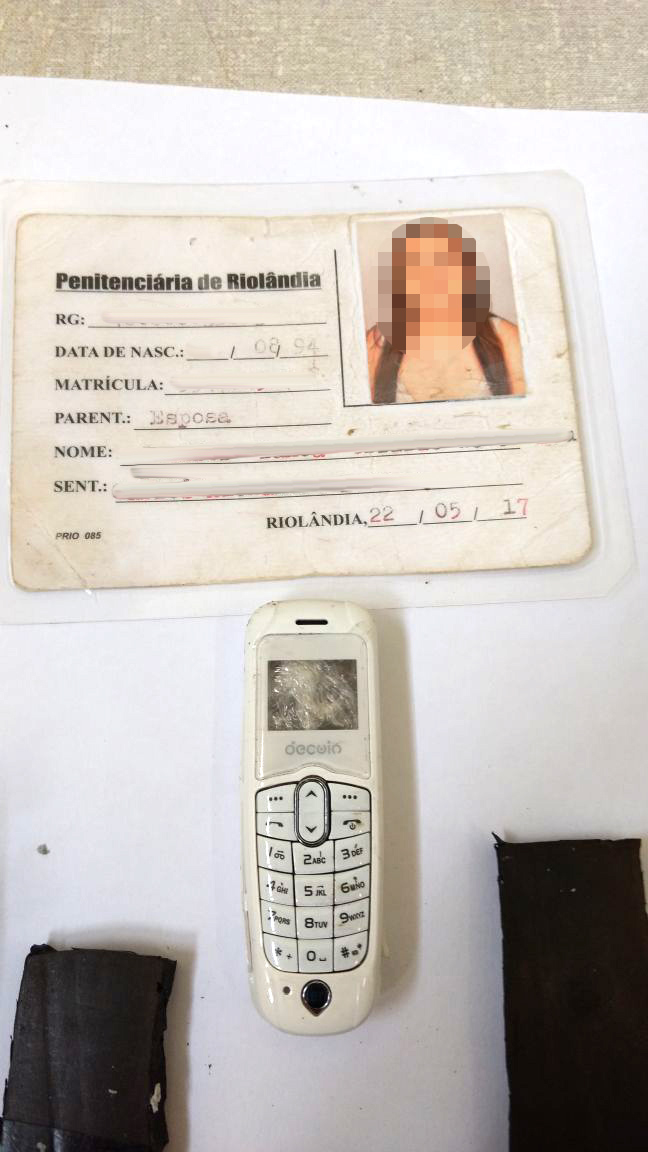 Penitenciária de Riolândia
RG:
DATA DE NASC.: / 08/ 94
MATRÍCULA:
PARENT.: Esposa
NOME:
SENT.:
RIOLÂNDIA, 22 / 05 / 17
PRIO 085
decoin
1
2ABC 3DEF
4GHI 5JKL 6MNO
7PQRS 8TUV 9WXYZ
* + 0 #